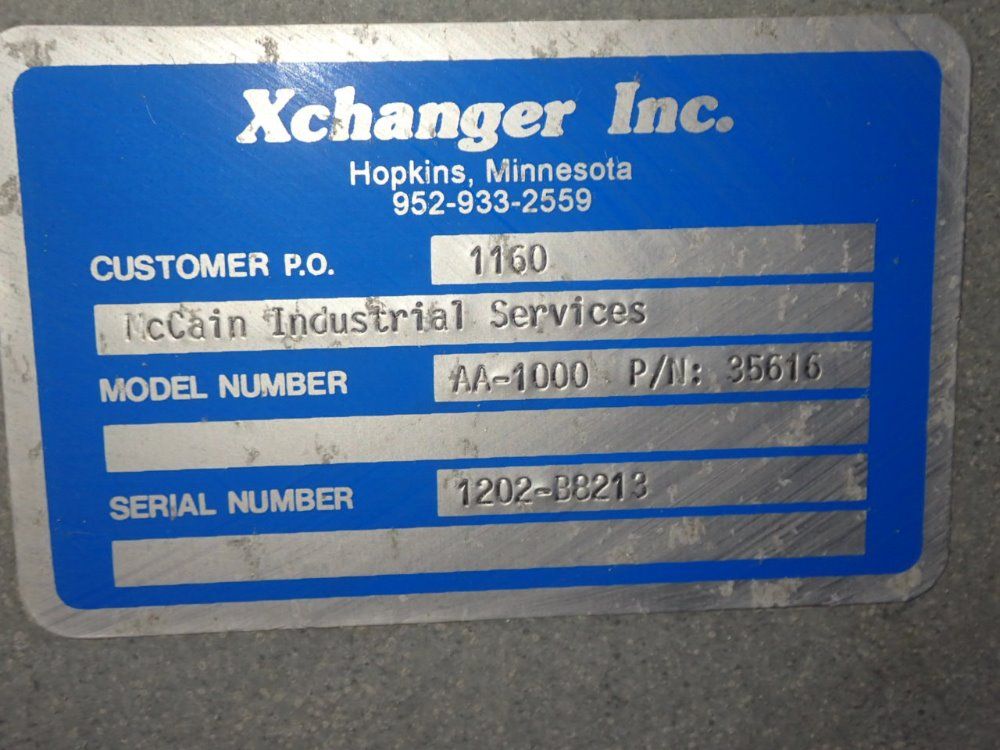 Xchanger Inc.
Hopkins, Minnesota
952-933-2559
CUSTOMER P.O. 1160
McCain Industrial Services
MODEL NUMBER AA-1000 P/N: 35616
SERIAL NUMBER 1202-B8213